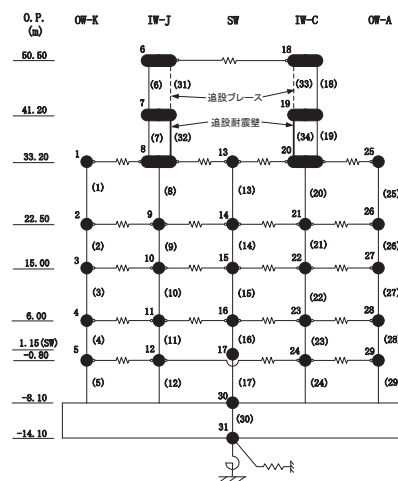 O.P. OW-K IW-J SW IW-C OW-A
(m)
6 18
50.50
(6) (31) (33) (18)
追設ブレース
7 19
41.20
追設耐震壁
(7) (32) (34) (19)
33.20 1 8 13 20 25
(1) (8) (13) (20) (25)
22.50 2 9 14 21 26
(2) (9) (14) (21) (26)
15.00 3 10 15 22 27
(3) (10) (15) (22) (27)
6.00 4 11 16 23 28
(4) (11) (16) (23) (28)
1.15(SW) 17
-0.80 5 12 24 29
(5) (12) (17) (24) (29
-8.10 30
(30)
-14.10 31